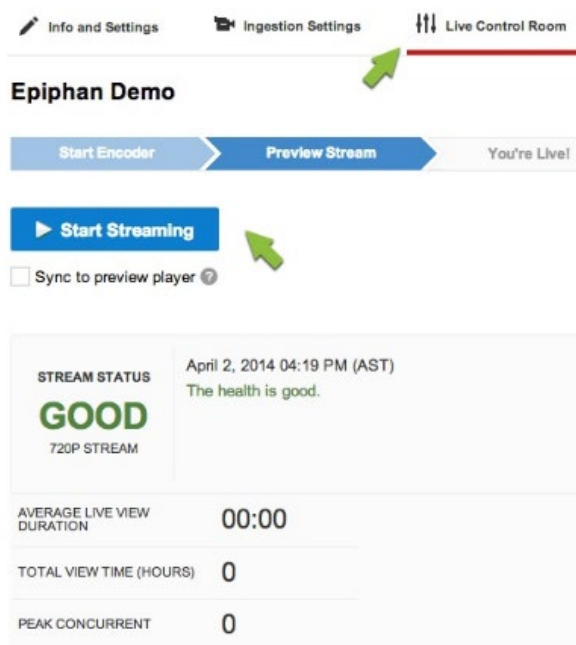 Info and Settings
Ingestion Settings
Live Control Room
Epiphan Demo
Start Encoder
Preview Stream
You're Live!
Start Streaming
Sync to preview player ?
STREAM STATUS
GOOD
720P STREAM
April 2, 2014 04:19 PM (AST)
The health is good.
AVERAGE LIVE VIEW
DURATION
00:00
TOTAL VIEW TIME (HOURS)
0
PEAK CONCURRENT
0